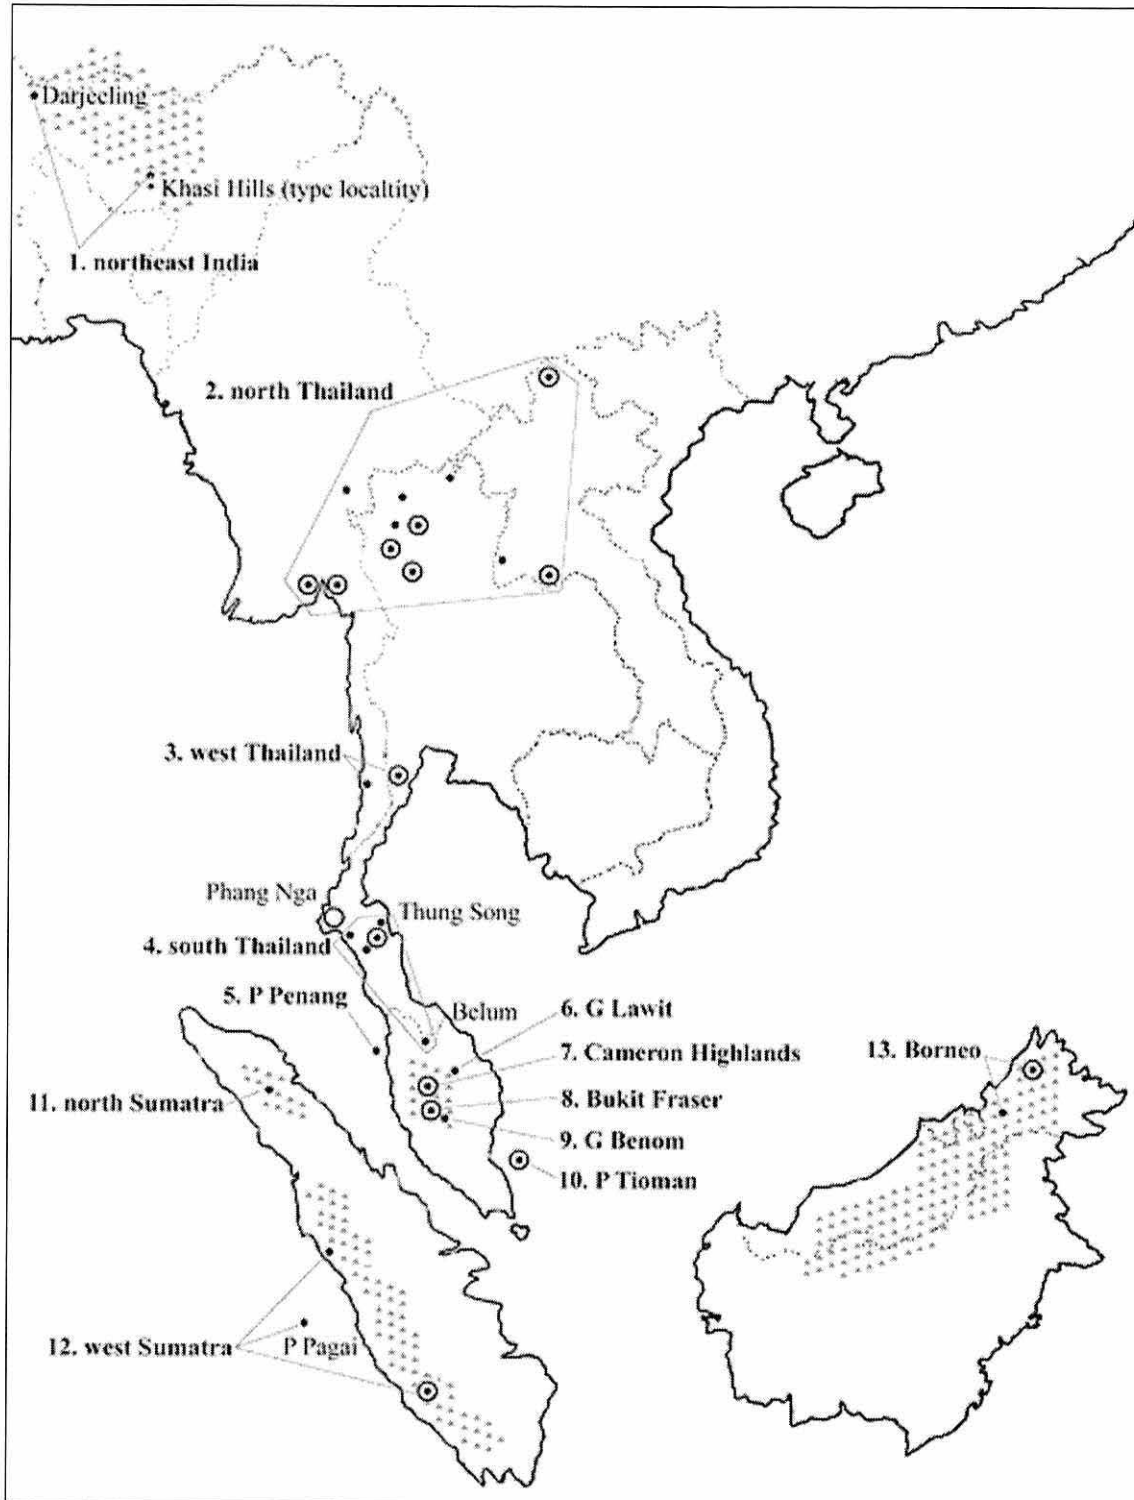 Darjeeling
Khasi Hills (type localtity)
1. northeast India
2. north Thailand
3. west Thailand
Phang Nga
Thung Song
4. south Thailand
5. P Penang
Belum
6. G Lawit
7. Cameron Highlands
13. Borneo
11. north Sumatra
8. Bukit Fraser
9. G Benom
10. P Tioman
12. west Sumatra
P Pagai